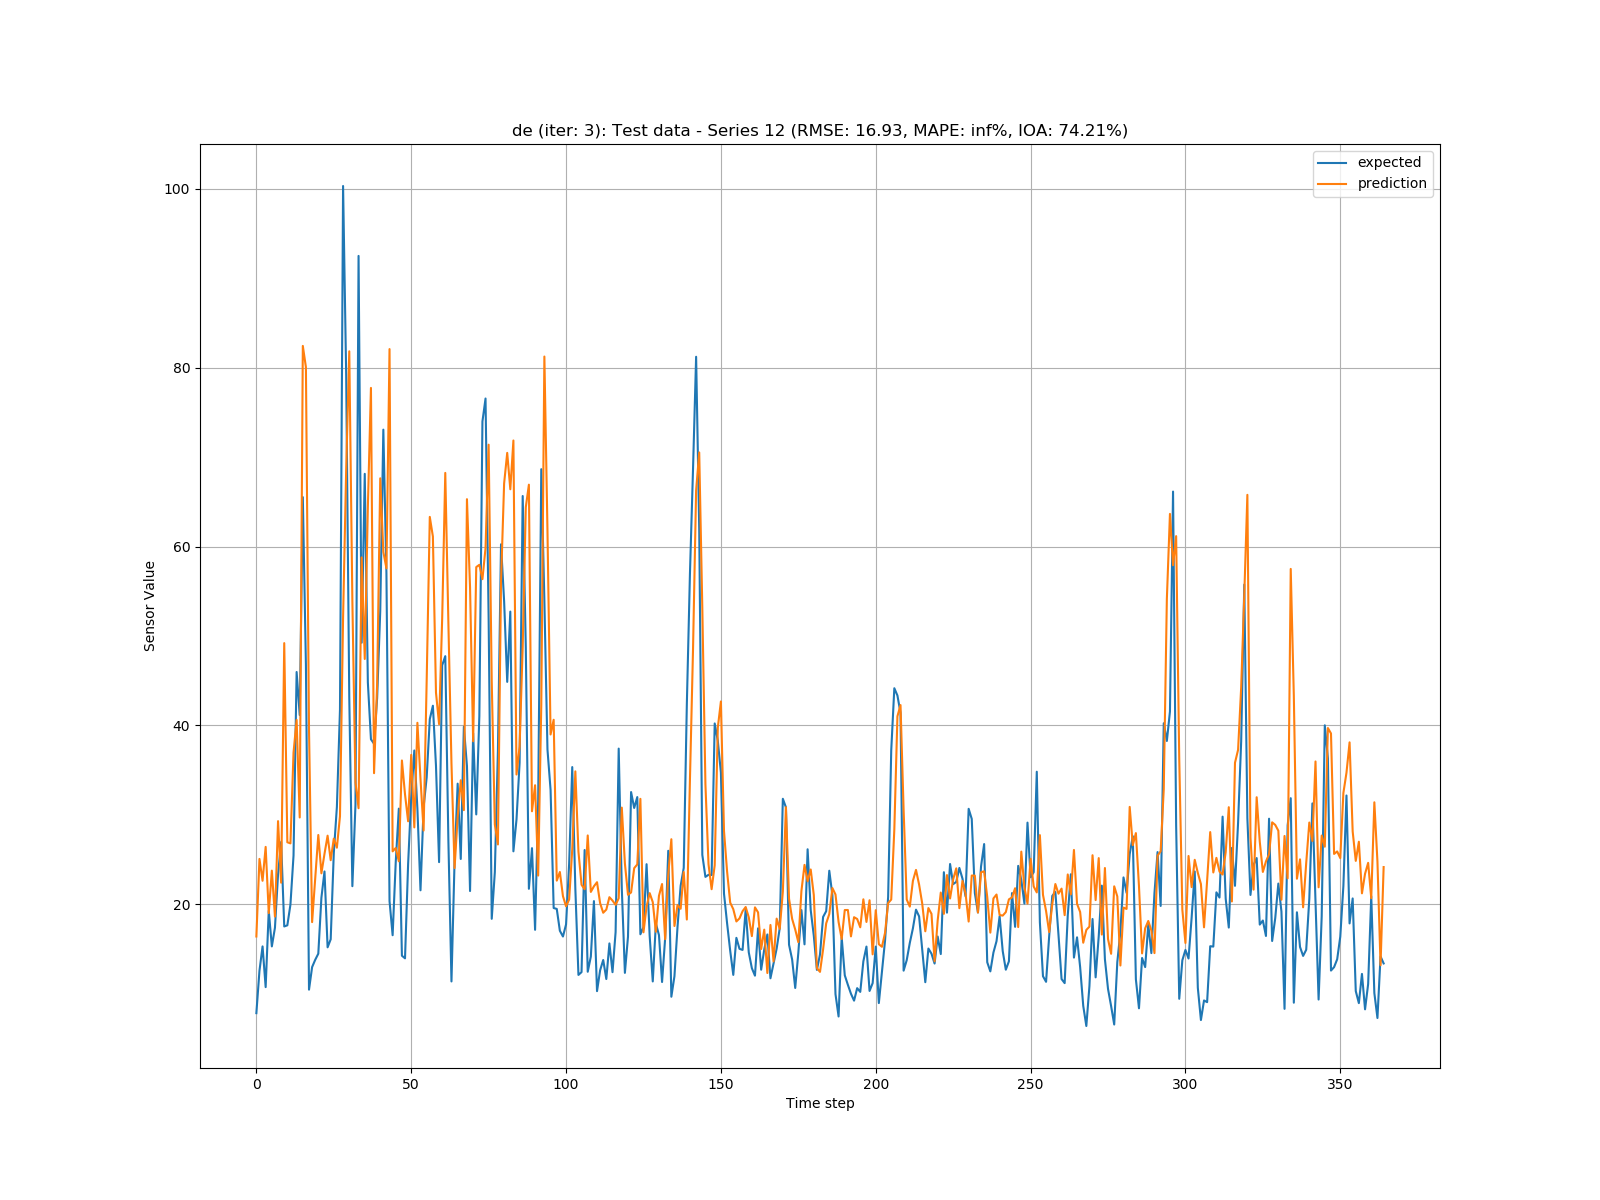 de (iter: 3): Test data - Series 12 (RMSE: 16.93, MAPE: inf%, IOA: 74.21%)
expected
prediction
100
80
60
40
20
Sensor Value
0 50 100 150 200 250 300 350
Time step